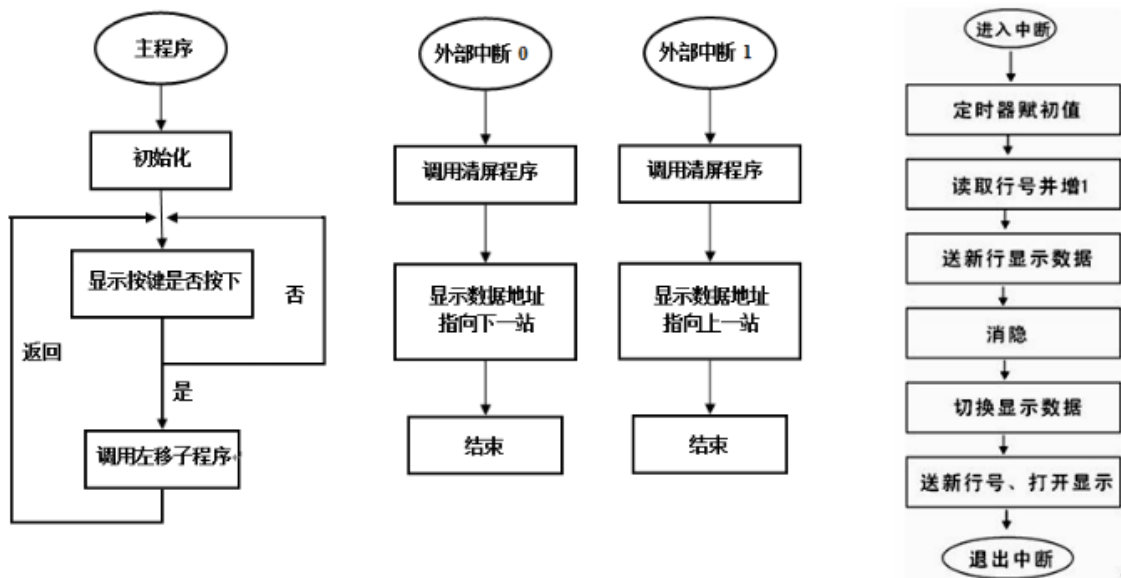 主程序
初始化
显示按键是否按下
否
返回
是
调用左移子程序
外部中断 0
调用清屏程序
显示数据地址
指向下一站
结束
外部中断 1
调用清屏程序
显示数据地址
指向上一站
结束
进入中断
定时器赋初值
读取行号并增1
送新行显示数据
消隐
切换显示数据
送新行号、打开显示
退出中断